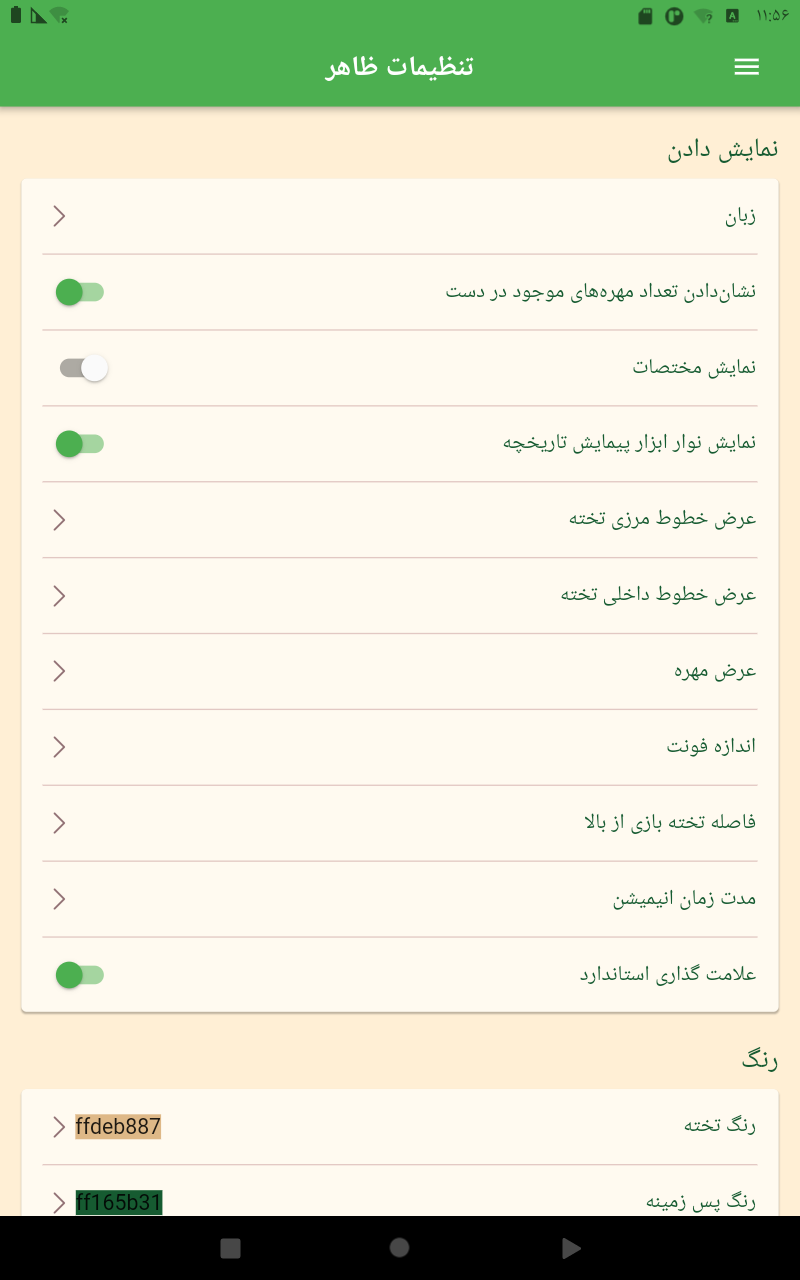 ۱۱:۵۶
تنظیمات ظاهر
نمایش دادن
زبان
نشان‌دادن تعداد مهره‌های موجود در دست
نمایش مختصات
نمایش نوار ابزار پیمایش تاریخچه
عرض خطوط مرزی تخته
عرض خطوط داخلی تخته
عرض مهره
اندازه فونت
فاصله تخته بازی از بالا
مدت زمان انیمیشن
علامت گذاری استاندارد
رنگ
رنگ تخته ffdeb887
رنگ پس زمینه ff165b31